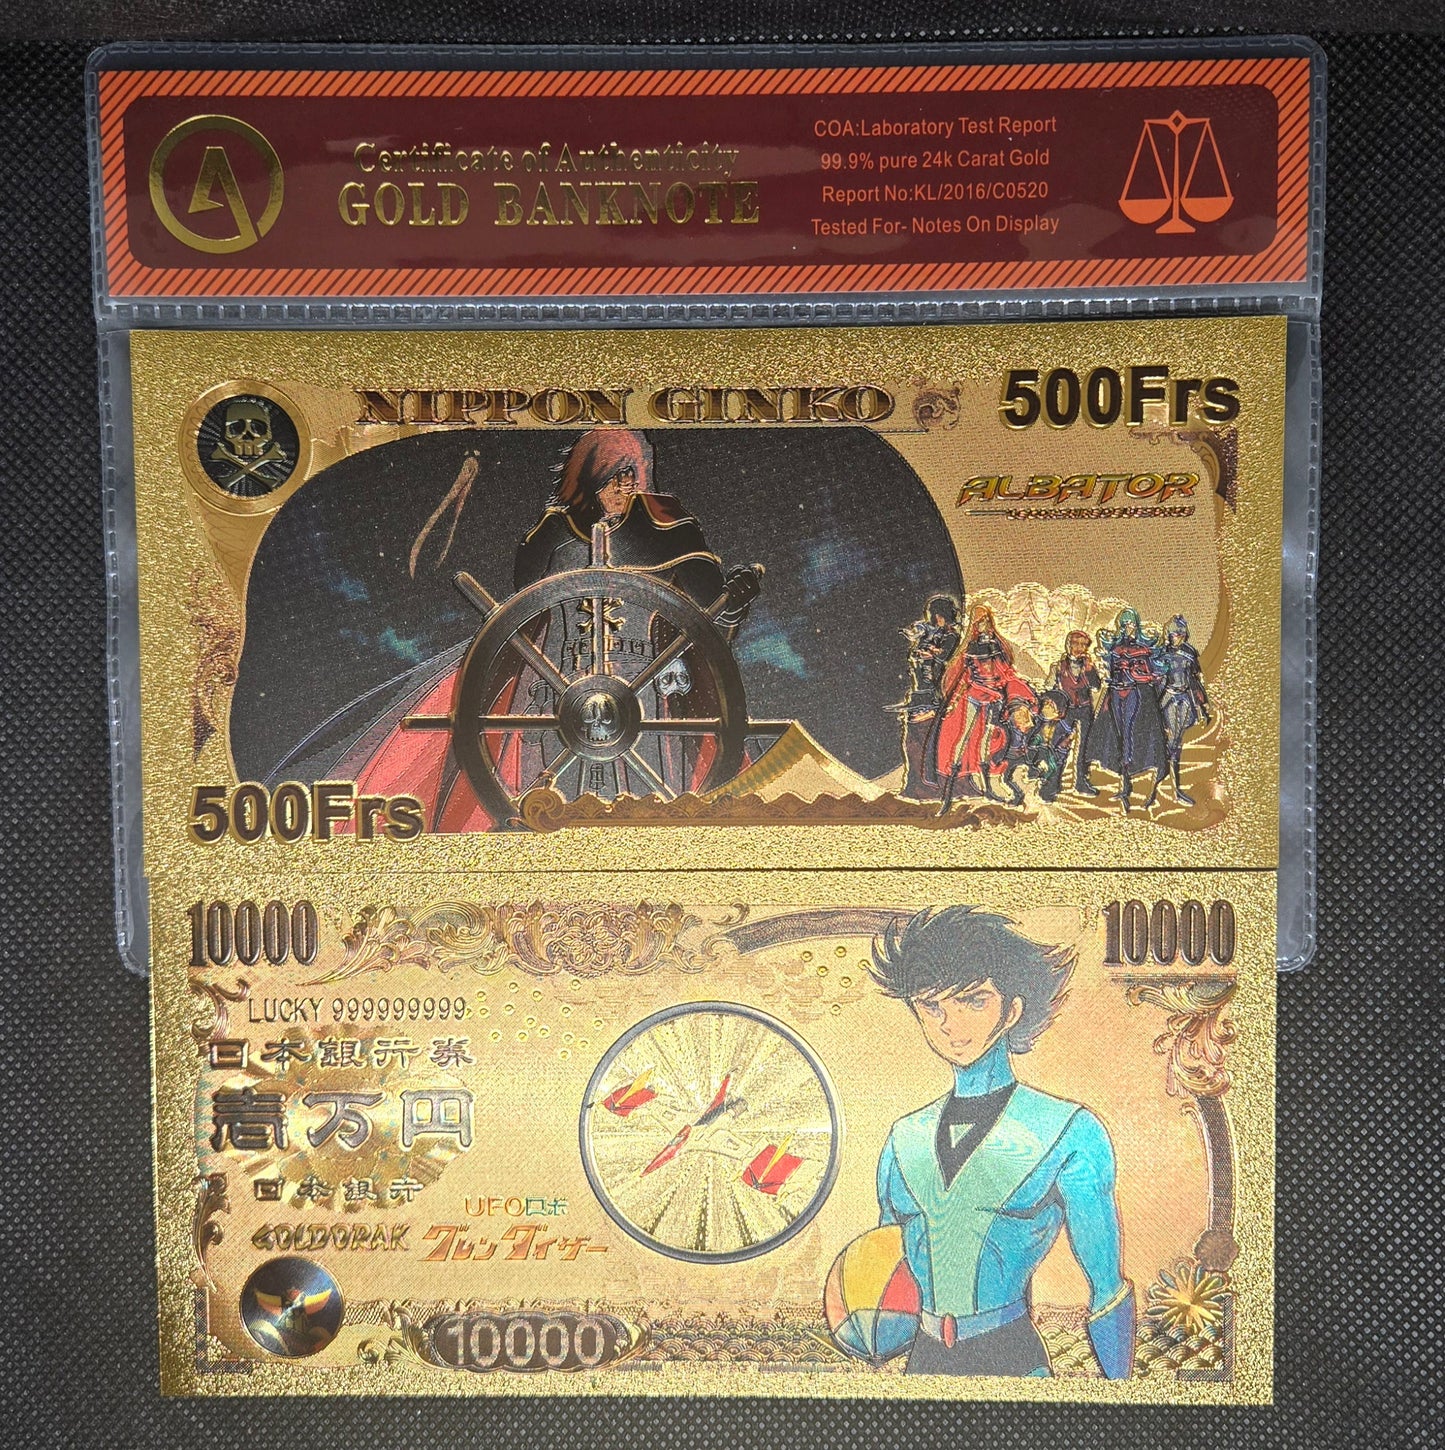 Certificate of Authenticity
GOLD BANKNOTE
COA:Laboratory Test Report
99.9% pure 24k Carat Gold
Report No:KL/2016/C0520
Tested For- Notes On Display
NIPPON GINKO
500Frs
ALBATOR
500Frs
10000
10000
LUCKY 999999999
日本銀行券
壱万円
日本銀行
GOLDORAK
UFOロボ
グレンダイザー
10000